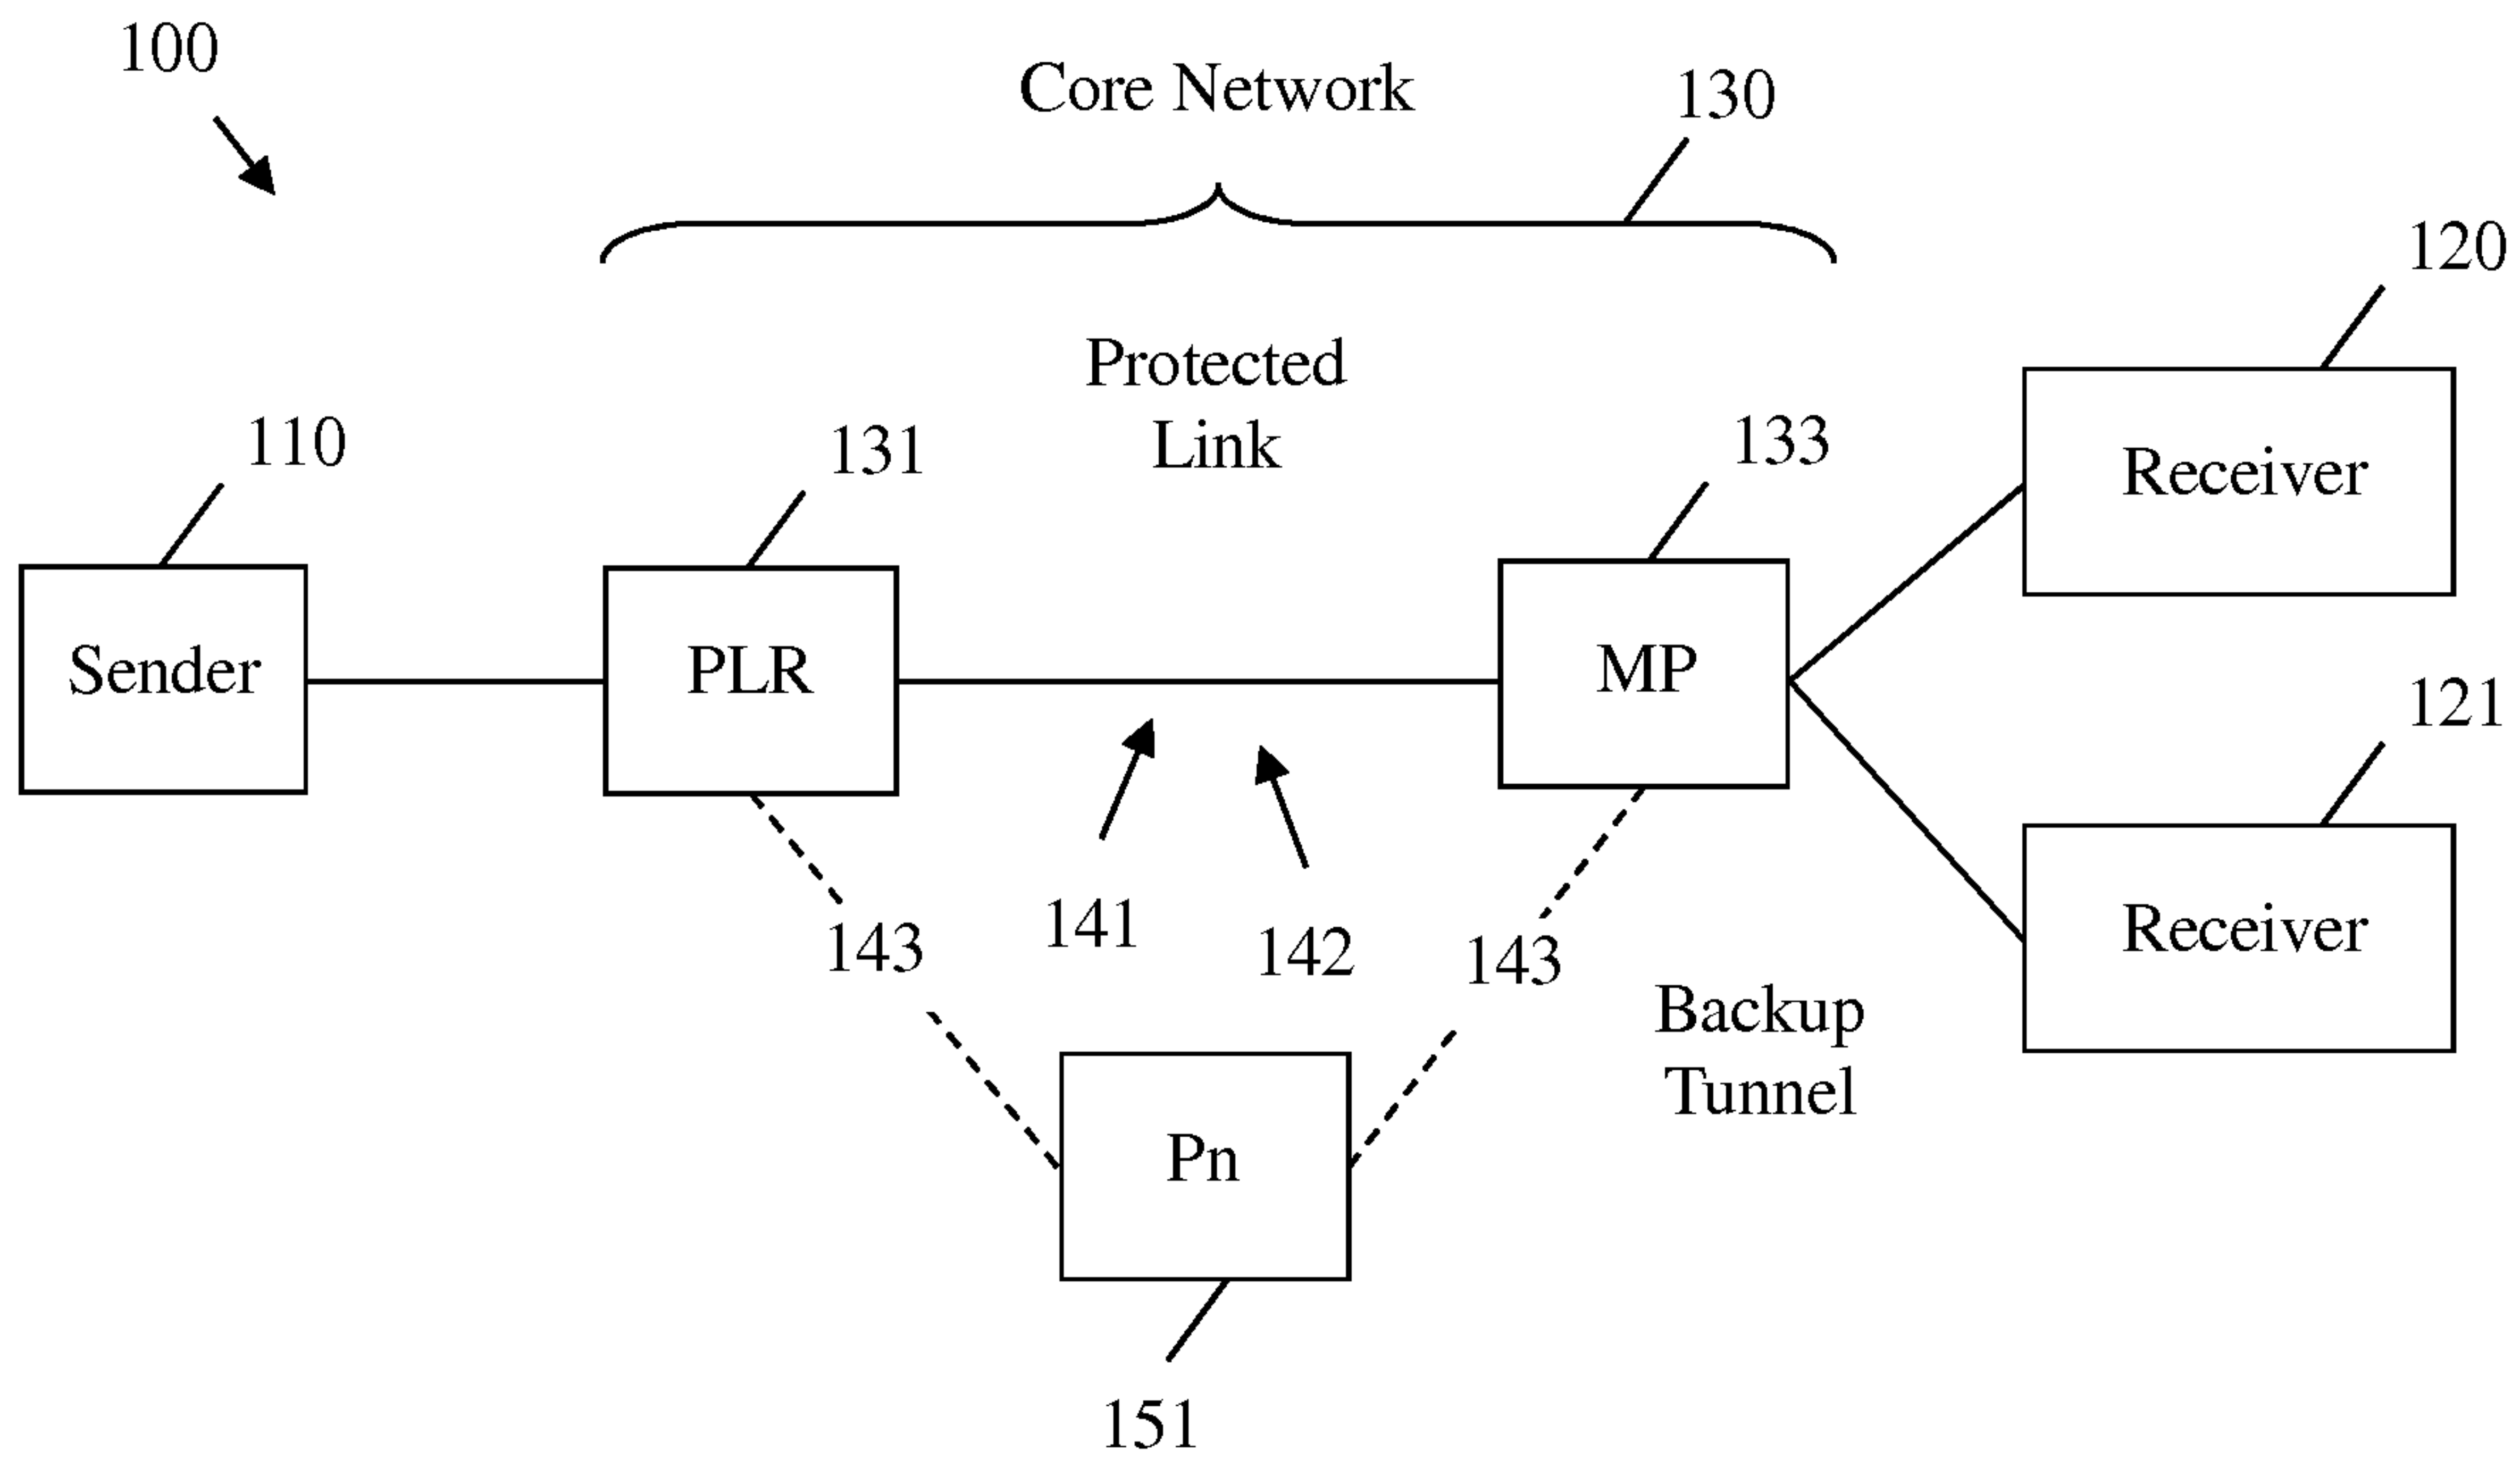 100
Core Network
130
120
Protected
Link
110
131
133
Receiver
Sender
PLR
MP
121
141
142
143
143
Receiver
Backup
Tunnel
Pn
151